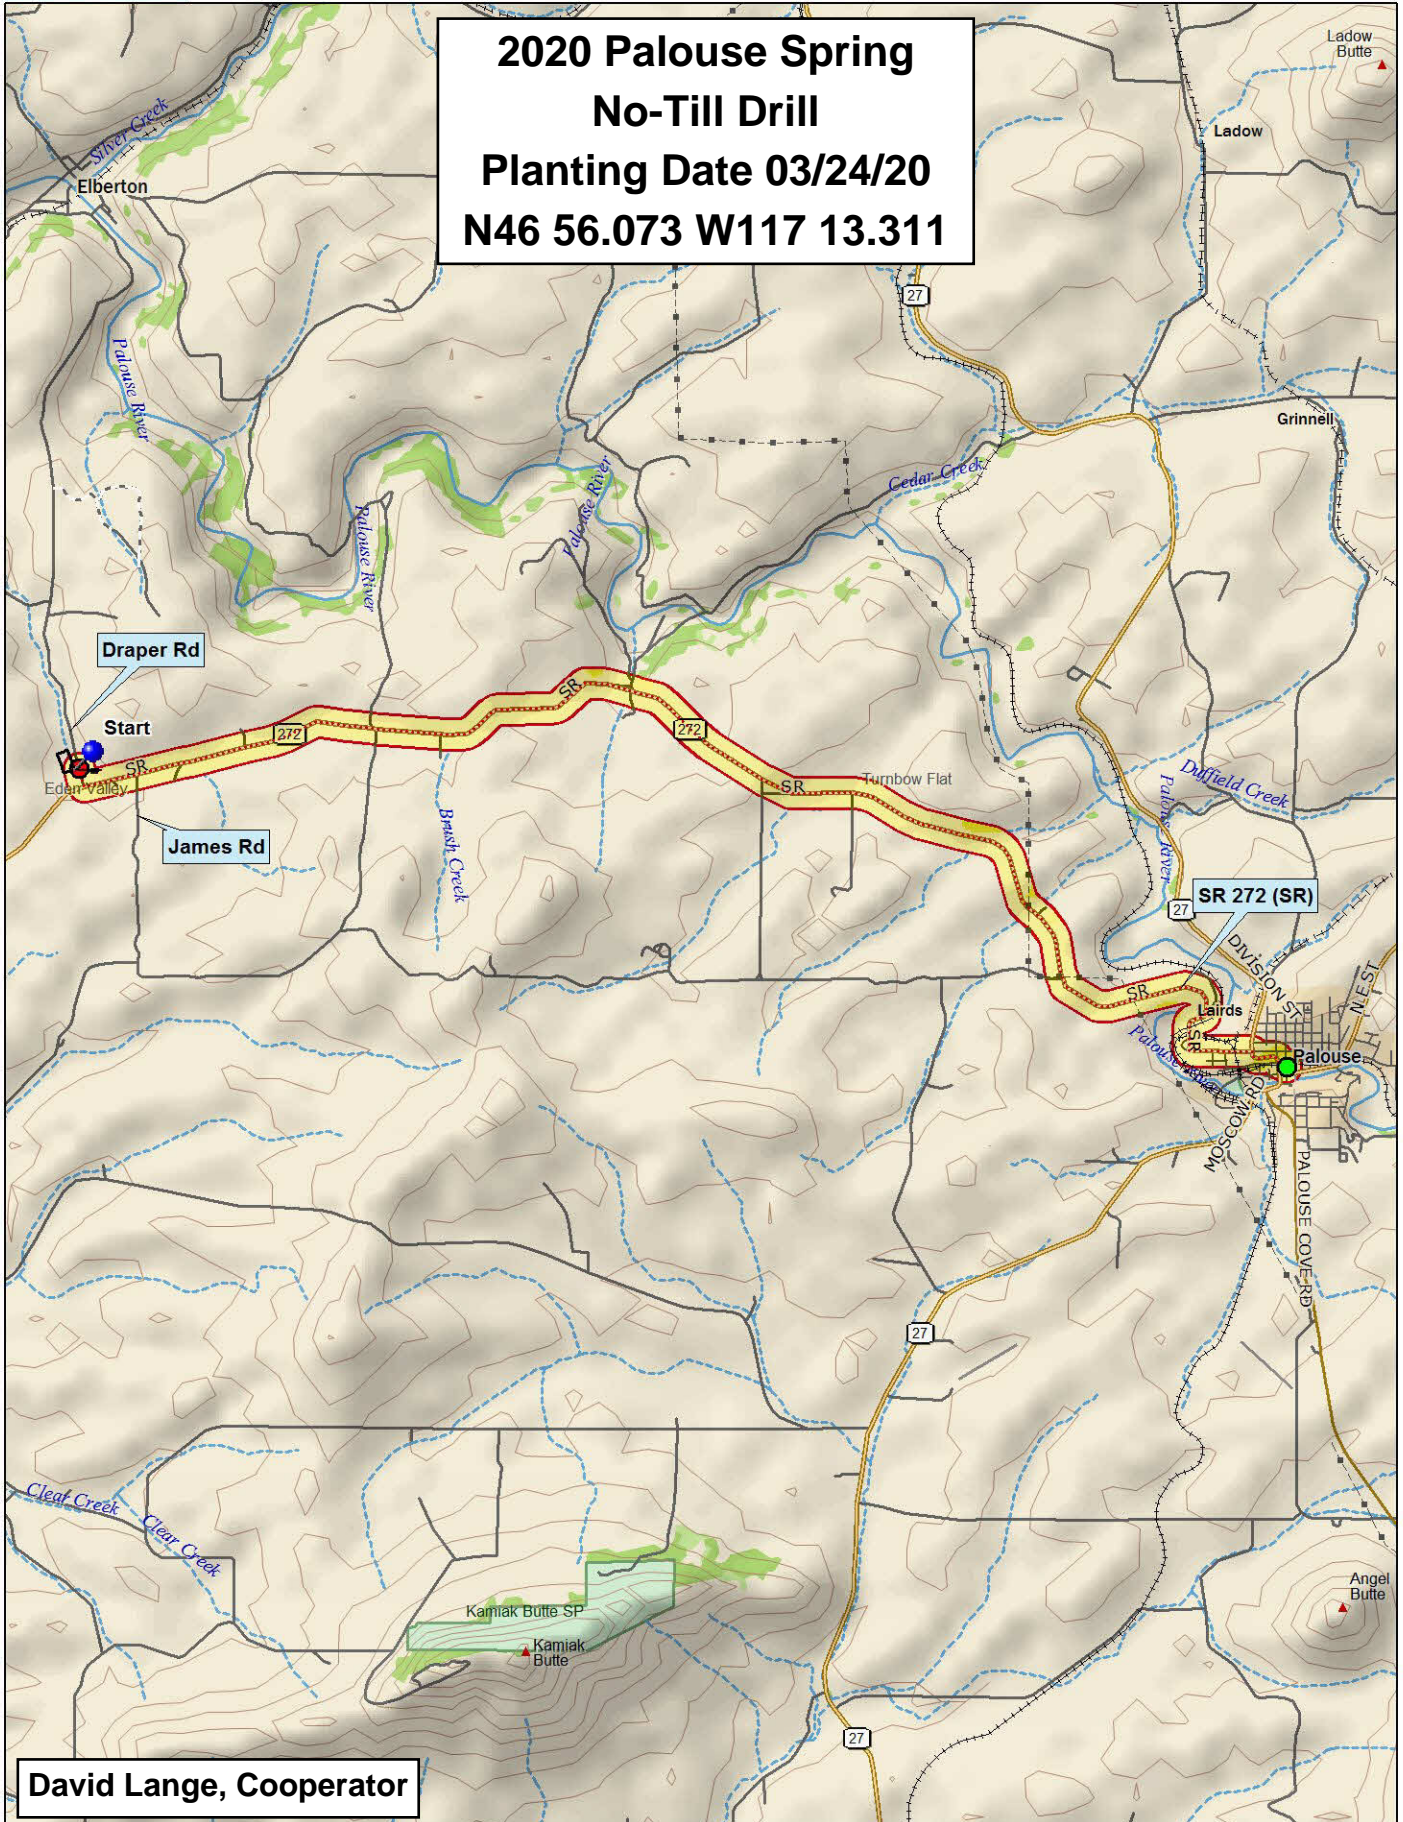 2020 Palouse Spring
No-Till Drill
Planting Date 03/24/20
N46 56.073 W117 13.311
Ladow
Butte
Ladow
Silver Creek
Elberton
27
Palouse River
Grinnell
Cedar Creek
Palouse River
Palouse River
Draper Rd
Start
SR
272
272
SR
Eden Valley
SR
Turnbow Flat
Duffield Creek
Palouse River
James Rd
Brush Creek
SR 272 (SR)
27
DIVISION ST
N E ST
SR
Lairds
SR
Palouse River
Palouse
MOSCOW RD
PALOUSE COVE RD
27
Clear Creek
Clear Creek
Kamiak Butte SP
Kamiak
Butte
Angel
Butte
27
David Lange, Cooperator